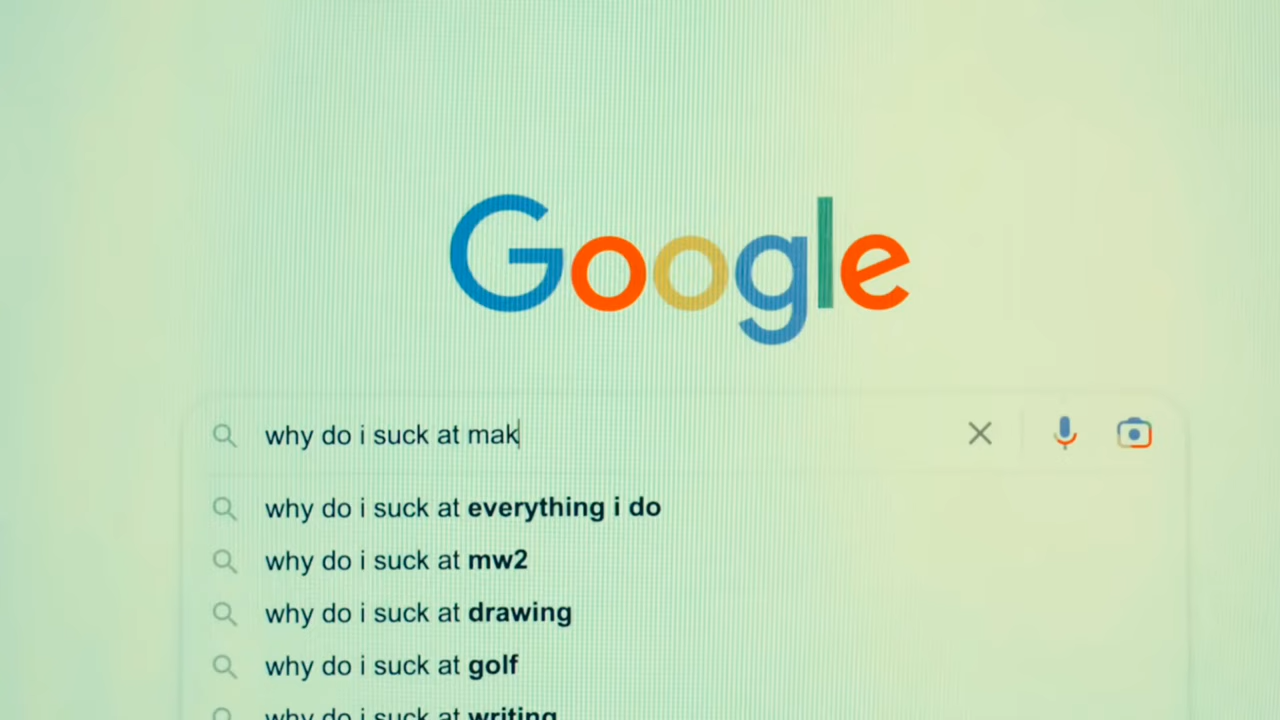 Google
why do i suck at mak
why do i suck at everything i do
why do i suck at mw2
why do i suck at drawing
why do i suck at golf
why do i suck at writing